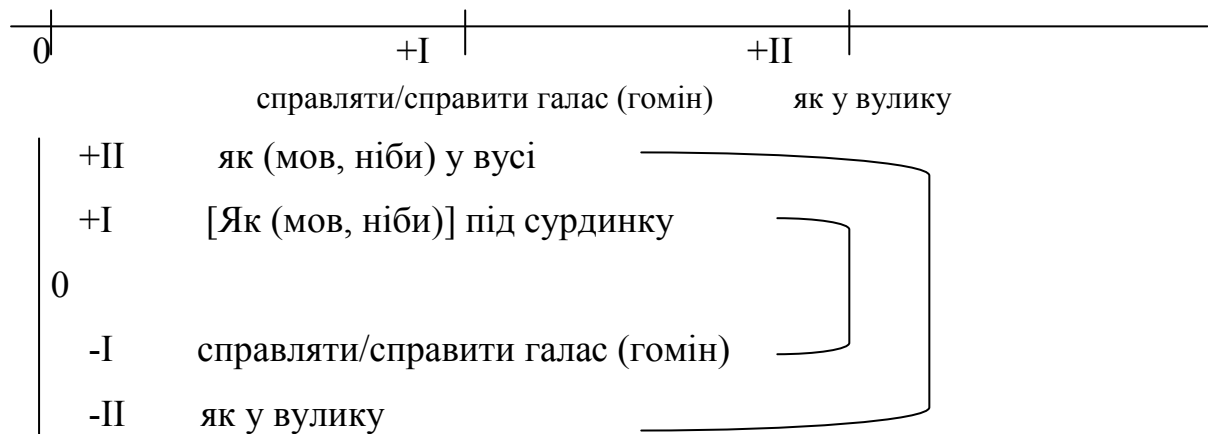 0 +I +II
справляти/справити галас (гомін) як у вулику
+II як (мов, ніби) у вусі
+I [Як (мов, ніби)] під сурдинку
0
-I справляти/справити галас (гомін)
-II як у вулику